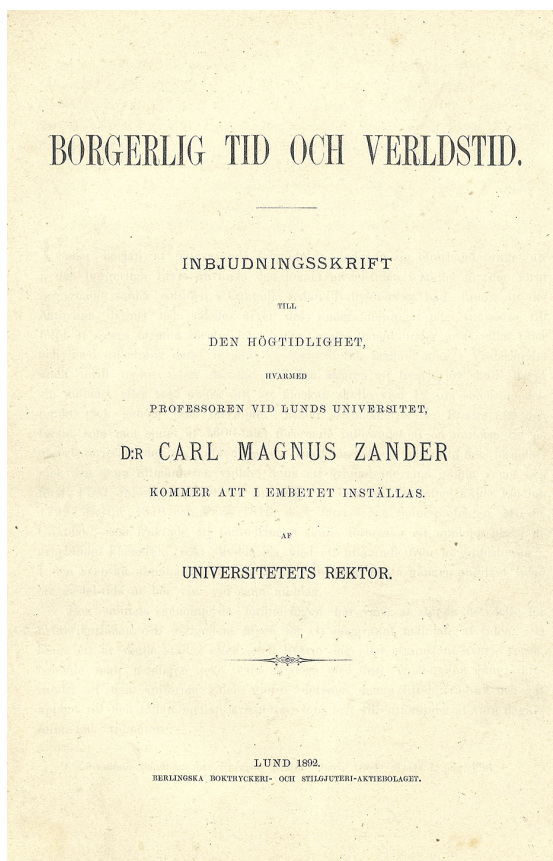 BORGERLIG TID OCH VERLDSTID.
INBJUDNINGSSKRIFT
TILL
DEN HÖGTIDLIGHET,
HVARMED
PROFESSOREN VID LUNDS UNIVERSITET,
D:R CARL MAGNUS ZANDER
KOMMER ATT I EMBETET INSTÄLLAS.
AF
UNIVERSITETETS REKTOR.
LUND 1892.
BERLINGSKA BOKTRYCKERI- OCH STILGJUTERI-AKTIEBOLAGET.